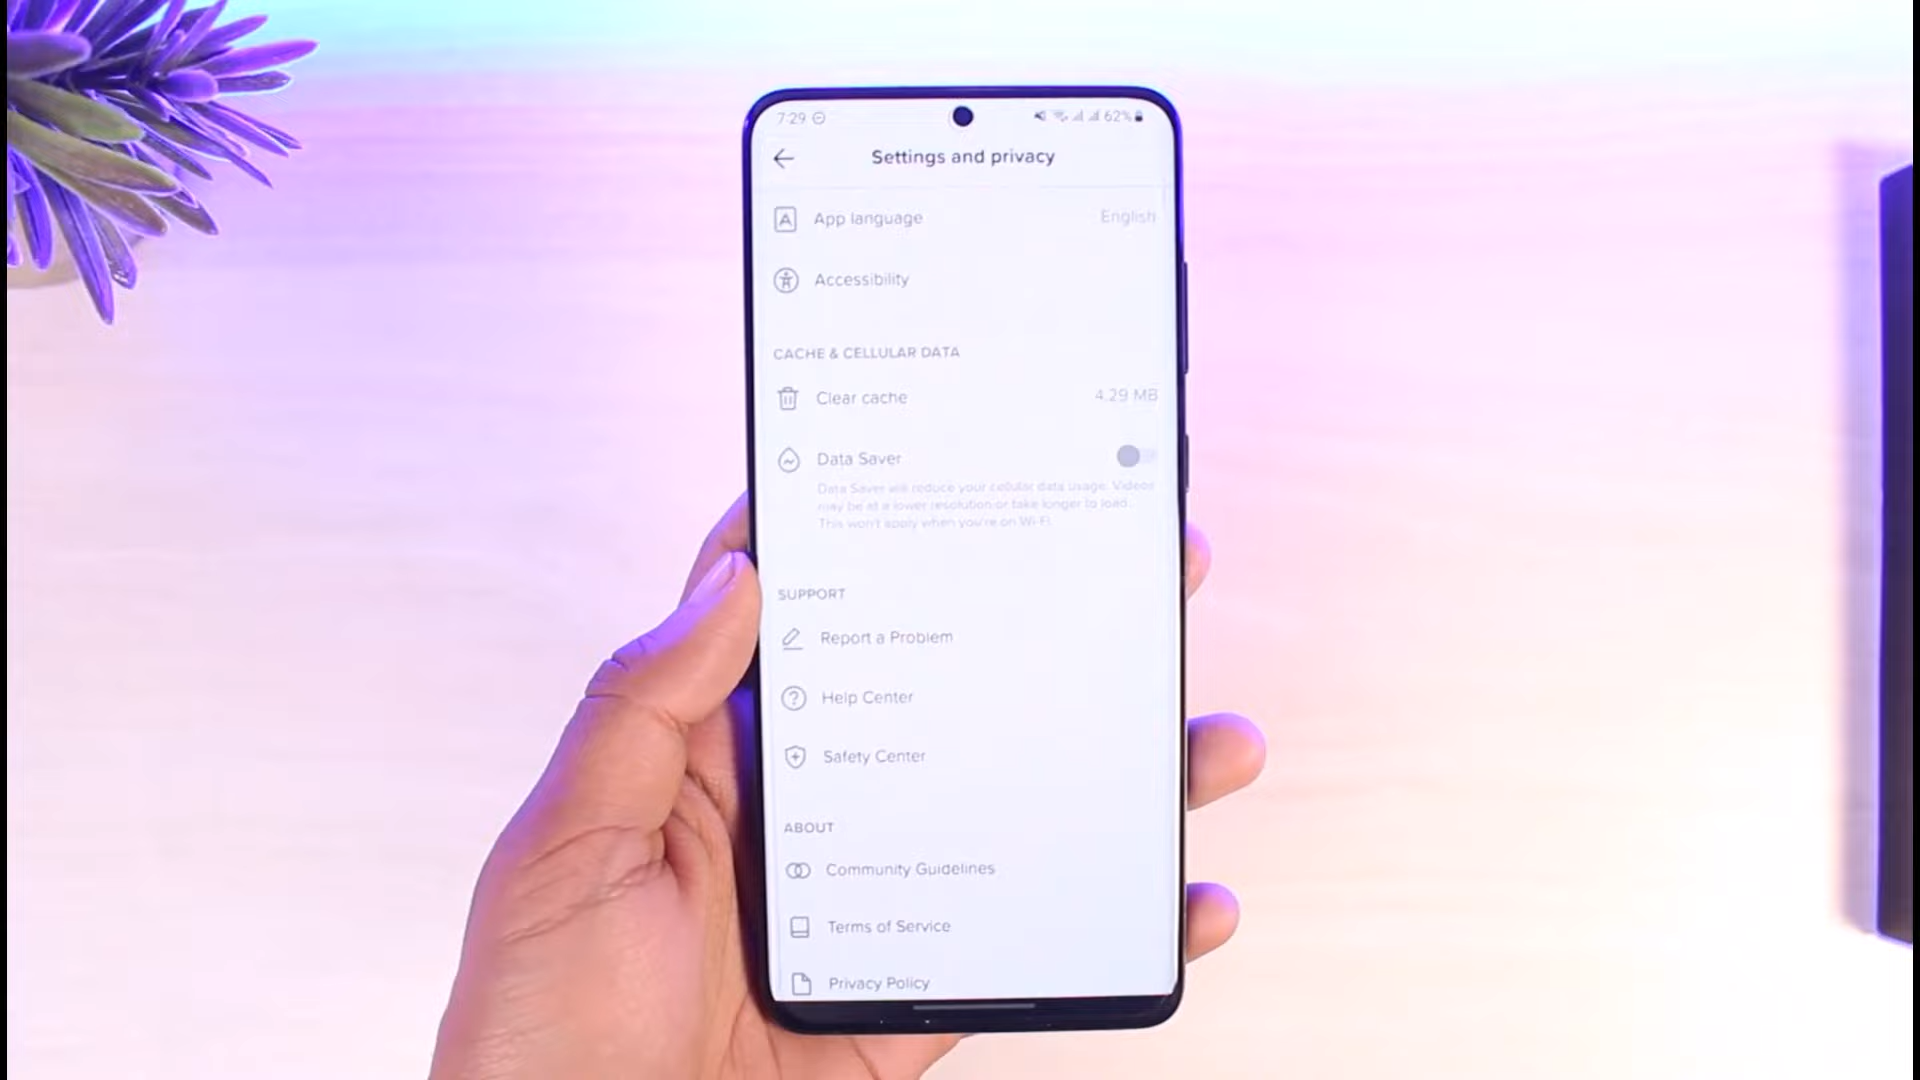 7:29
62%
Settings and privacy
App language English
Accessibility
CACHE & CELLULAR DATA
Clear cache 4.29 MB
Data Saver
Data Saver will reduce your cellular data usage. Videos
may be at a lower resolution or take longer to load.
This won't apply when you're on Wi-Fi.
SUPPORT
Report a Problem
Help Center
Safety Center
ABOUT
Community Guidelines
Terms of Service
Privacy Policy